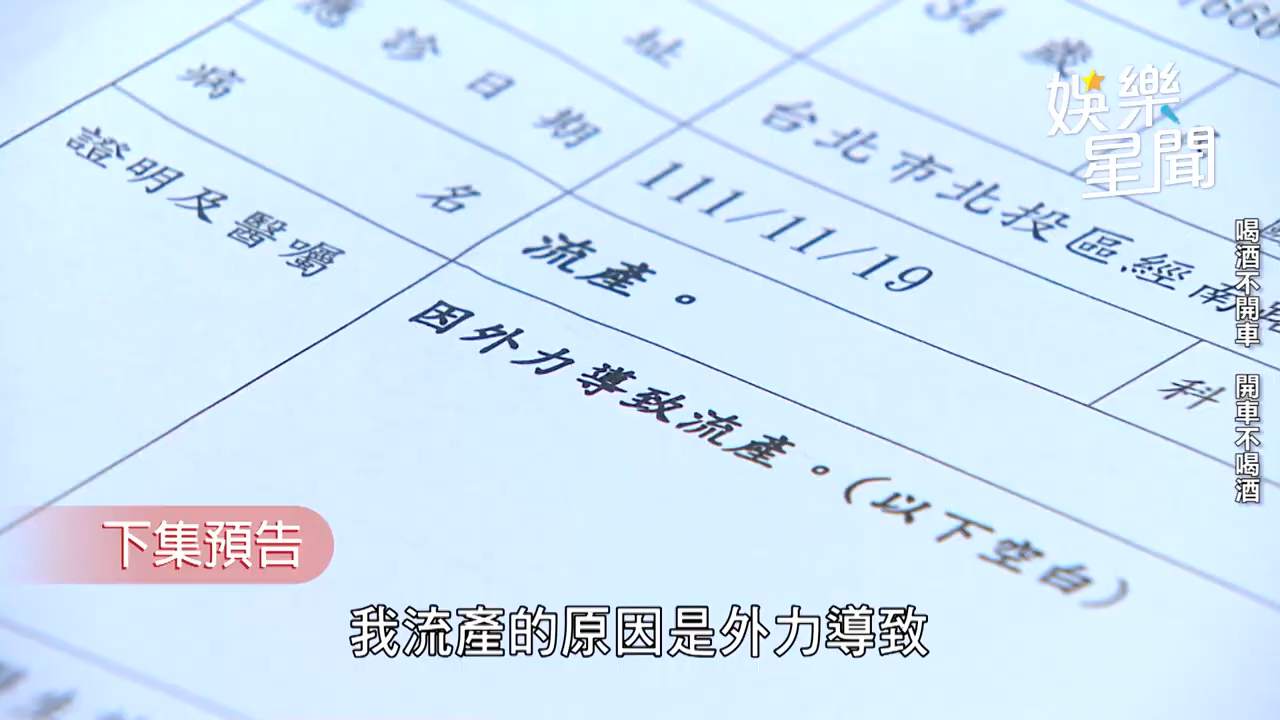 34 歲
址 台北市北投區經南
應診日期 111/11/19
科
病名 流產。
證明及醫囑 因外力導致流產。(以下空白)
娛樂
星聞
喝酒不開車 開車不喝酒
下集預告
我流產的原因是外力導致